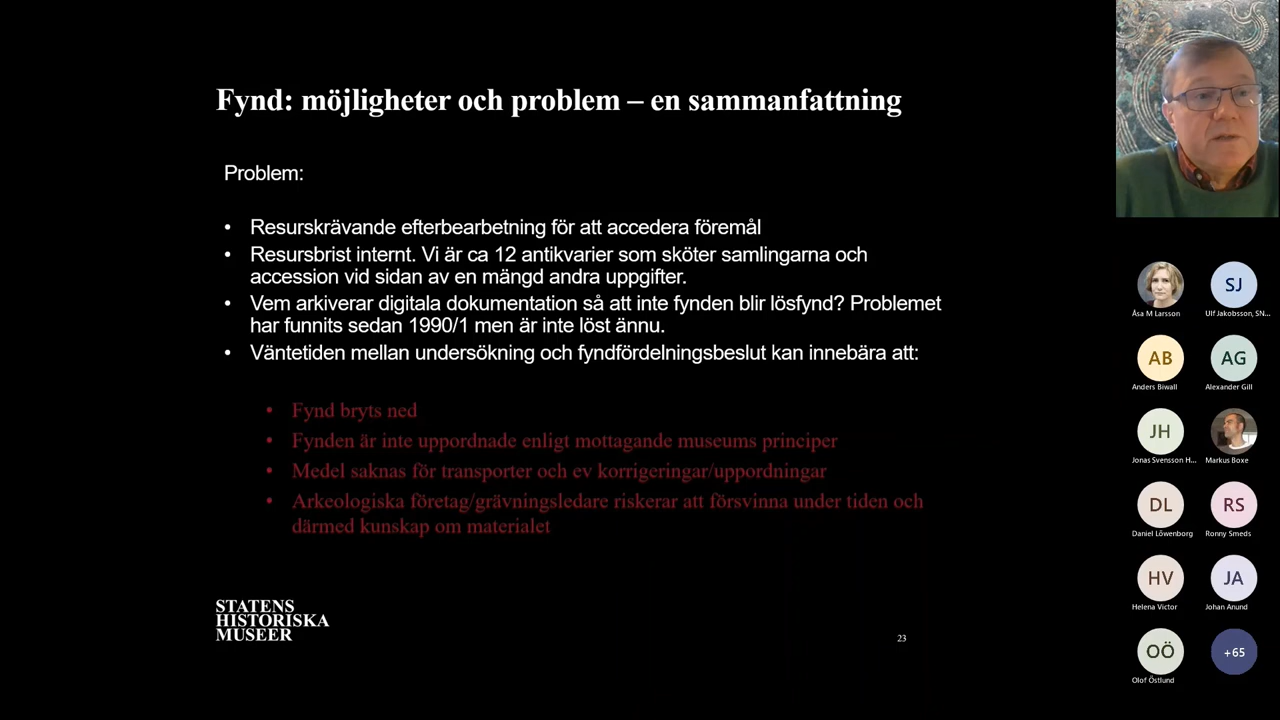 Fynd: möjligheter och problem – en sammanfattning
Problem:
• Resurskrävande efterbearbetning för att accedera föremål
• Resursbrist internt. Vi är ca 12 antikvarier som sköter samlingarna och
accession vid sidan av en mängd andra uppgifter.
• Vem arkiverar digitala dokumentation så att inte fynden blir lösfynd? Problemet
har funnits sedan 1990/1 men är inte löst ännu.
• Väntetiden mellan undersökning och fyndfördelningsbeslut kan innebära att:
• Fynd bryts ned
• Fynden är inte uppordnade enligt mottagande museums principer
• Medel saknas för transporter och ev korrigeringar/uppordningar
• Arkeologiska företag/grävningsledare riskerar att försvinna under tiden och
därmed kunskap om materialet
STATENS
HISTORISKA
MUSEER
23
Åsa M Larsson
SJ
Ulf Jakobsson, SN...
AB
Anders Biwall
AG
Alexander Gill
JH
Jonas Svensson H...
Markus Boxe
DL
Daniel Löwenborg
RS
Ronny Smeds
HV
Helena Victor
JA
Johan Anund
OÖ
Olof Östlund
+65